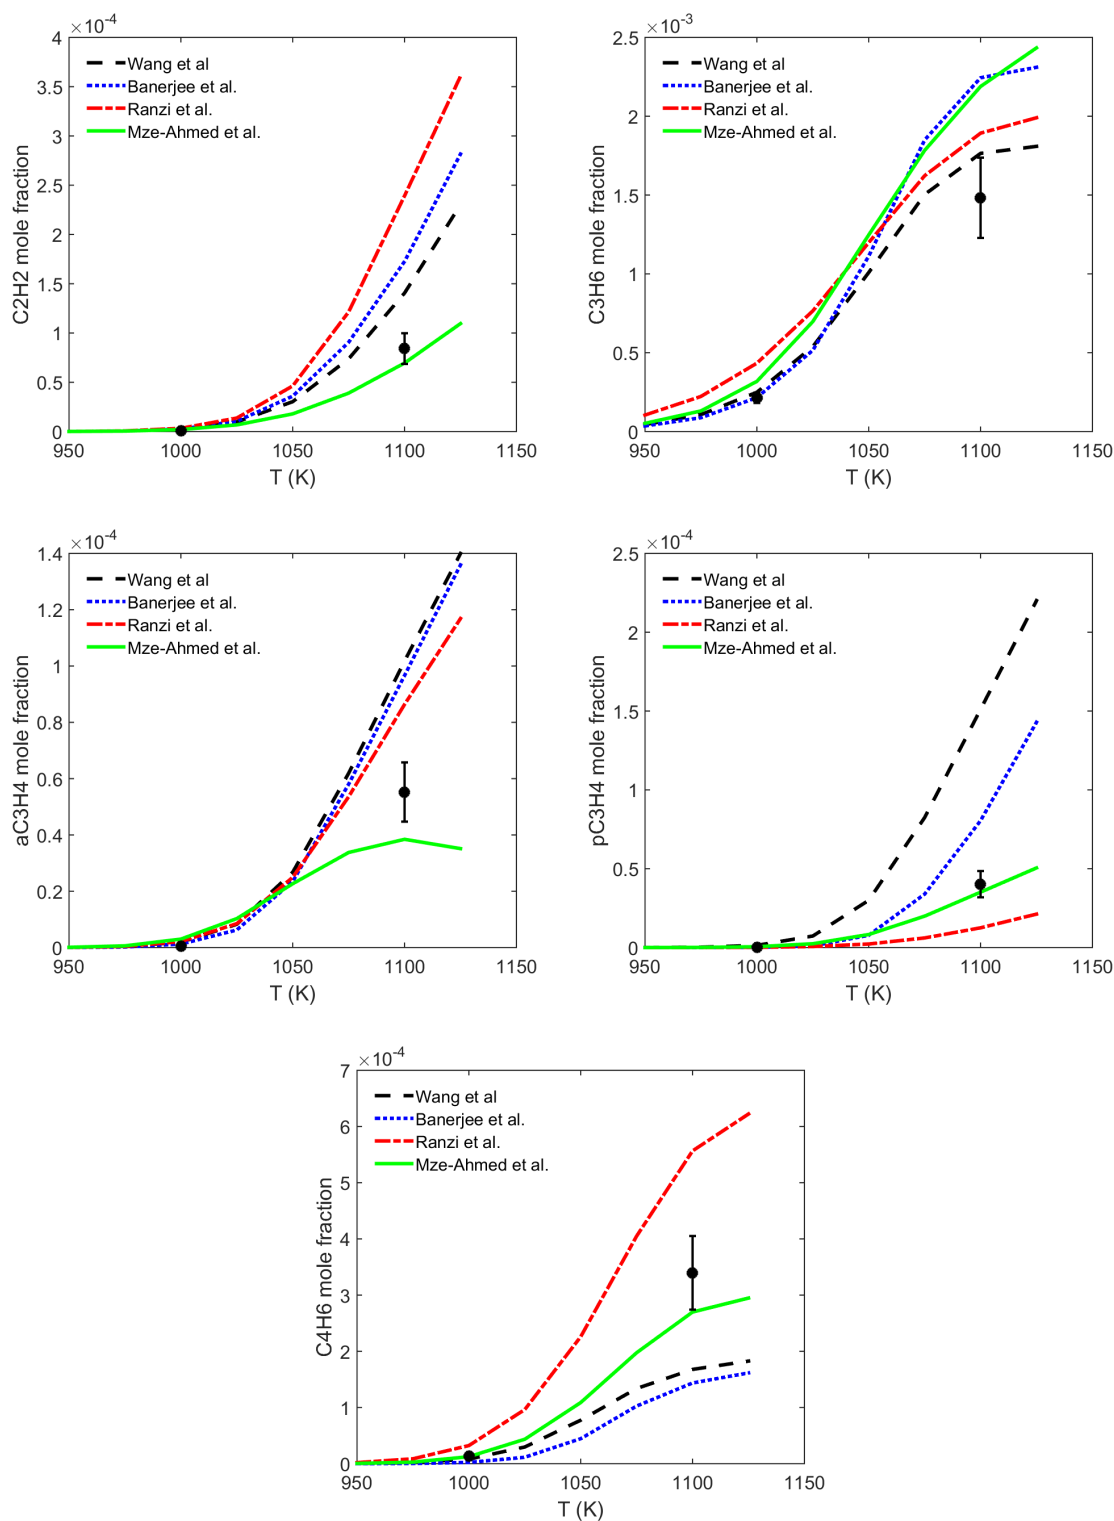 ×10⁻⁴
4
3.5
3
2.5
2
1.5
1
0.5
0
C2H2 mole fraction
Wang et al
Banerjee et al.
Ranzi et al.
Mze-Ahmed et al.
950 1000 1050 1100 1150
T (K)
×10⁻³
2.5
2
1.5
1
0.5
0
C3H6 mole fraction
Wang et al
Banerjee et al.
Ranzi et al.
Mze-Ahmed et al.
950 1000 1050 1100 1150
T (K)
×10⁻⁴
1.4
1.2
1
0.8
0.6
0.4
0.2
0
aC3H4 mole fraction
Wang et al
Banerjee et al.
Ranzi et al.
Mze-Ahmed et al.
950 1000 1050 1100 1150
T (K)
×10⁻⁴
2.5
2
1.5
1
0.5
0
pC3H4 mole fraction
Wang et al
Banerjee et al.
Ranzi et al.
Mze-Ahmed et al.
950 1000 1050 1100 1150
T (K)
×10⁻⁴
7
6
5
4
3
2
1
0
C4H6 mole fraction
Wang et al
Banerjee et al.
Ranzi et al.
Mze-Ahmed et al.
950 1000 1050 1100 1150
T (K)